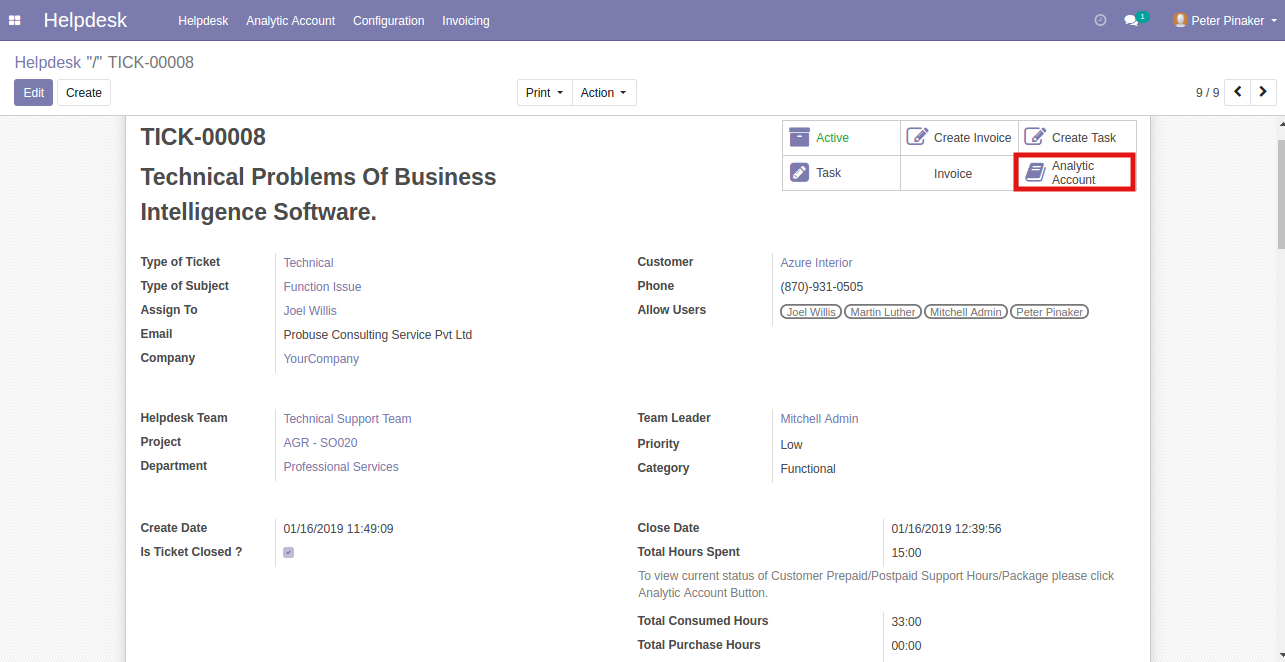 Helpdesk Helpdesk Analytic Account Configuration Invoicing 1 Peter Pinaker
Helpdesk "/" TICK-00008
Edit Create Print Action 9 / 9
TICK-00008
Technical Problems Of Business
Intelligence Software.
Active Create Invoice Create Task
Task Invoice Analytic
Account
Type of Ticket Technical
Type of Subject Function Issue
Assign To Joel Willis
Email Probuse Consulting Service Pvt Ltd
Company YourCompany
Customer Azure Interior
Phone (870)-931-0505
Allow Users Joel Willis Martin Luther Mitchell Admin Peter Pinaker
Helpdesk Team Technical Support Team
Project AGR - SO020
Department Professional Services
Team Leader Mitchell Admin
Priority Low
Category Functional
Create Date 01/16/2019 11:49:09
Is Ticket Closed ?
Close Date 01/16/2019 12:39:56
Total Hours Spent 15:00
To view current status of Customer Prepaid/Postpaid Support Hours/Package please click
Analytic Account Button.
Total Consumed Hours 33:00
Total Purchase Hours 00:00